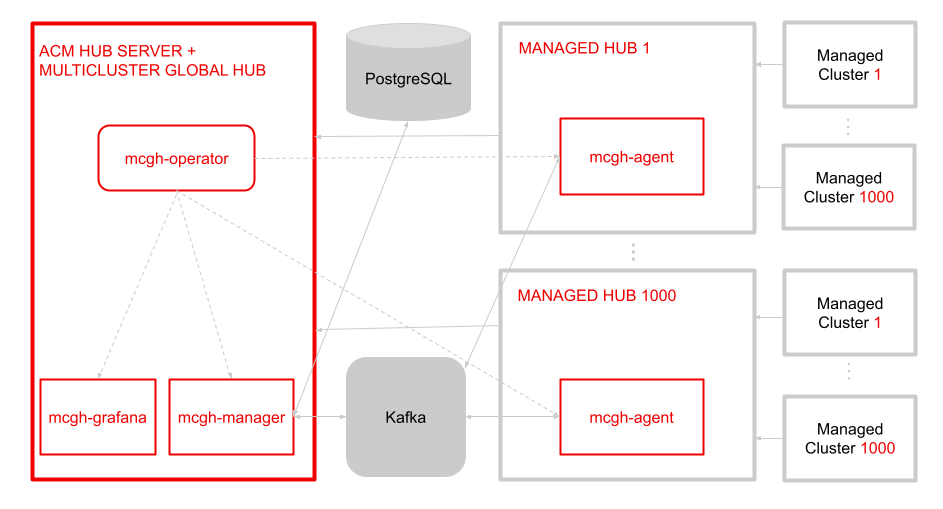 ACM HUB SERVER +
MULTICLUSTER GLOBAL HUB
mcgh-operator
mcgh-grafana
mcgh-manager
PostgreSQL
Kafka
MANAGED HUB 1
mcgh-agent
MANAGED HUB 1000
mcgh-agent
Managed
Cluster 1
Managed
Cluster 1000
Managed
Cluster 1
Managed
Cluster 1000